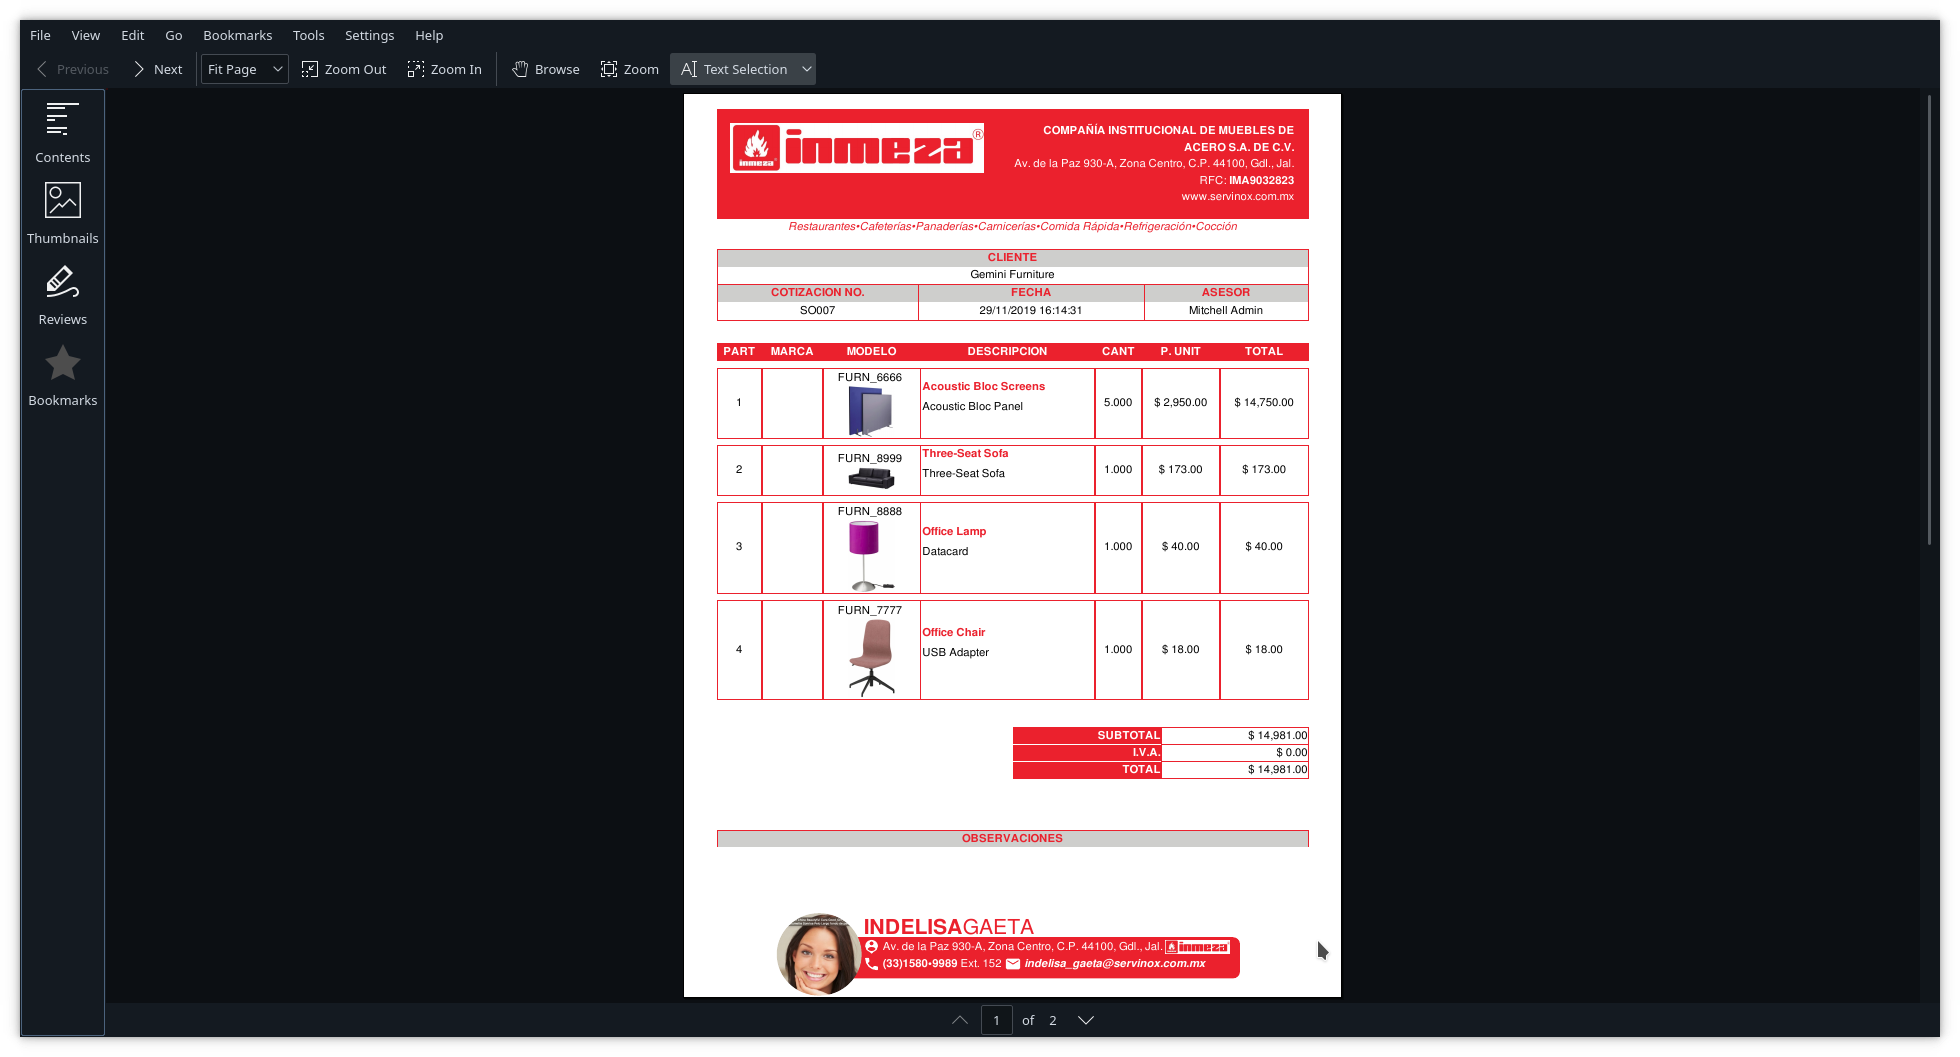 File View Edit Go Bookmarks Tools Settings Help
Previous Next Fit Page Zoom Out Zoom In Browse Zoom Text Selection
Contents
Thumbnails
Reviews
Bookmarks
inmeza
inmeza®
COMPAÑÍA INSTITUCIONAL DE MUEBLES DE
ACERO S.A. DE C.V.
Av. de la Paz 930-A, Zona Centro, C.P. 44100, Gdl., Jal.
RFC: IMA9032823
www.servinox.com.mx
Restaurantes•Cafeterías•Panaderías•Carnicerías•Comida Rápida•Refrigeración•Cocción
CLIENTE
Gemini Furniture
COTIZACION NO. FECHA ASESOR
SO007 29/11/2019 16:14:31 Mitchell Admin
PART MARCA MODELO DESCRIPCION CANT P. UNIT TOTAL
FURN_6666
Acoustic Bloc Screens
1 Acoustic Bloc Panel 5.000 $ 2,950.00 $ 14,750.00
Three-Seat Sofa
FURN_8999
2 Three-Seat Sofa 1.000 $ 173.00 $ 173.00
FURN_8888
Office Lamp
3 Datacard 1.000 $ 40.00 $ 40.00
FURN_7777
Office Chair
4 USB Adapter 1.000 $ 18.00 $ 18.00
SUBTOTAL $ 14,981.00
I.V.A. $ 0.00
TOTAL $ 14,981.00
OBSERVACIONES
INDELISAGAETA
Av. de la Paz 930-A, Zona Centro, C.P. 44100, Gdl., Jal. inmeza
(33)1580•9989 Ext. 152 indelisa_gaeta@servinox.com.mx
1 of 2